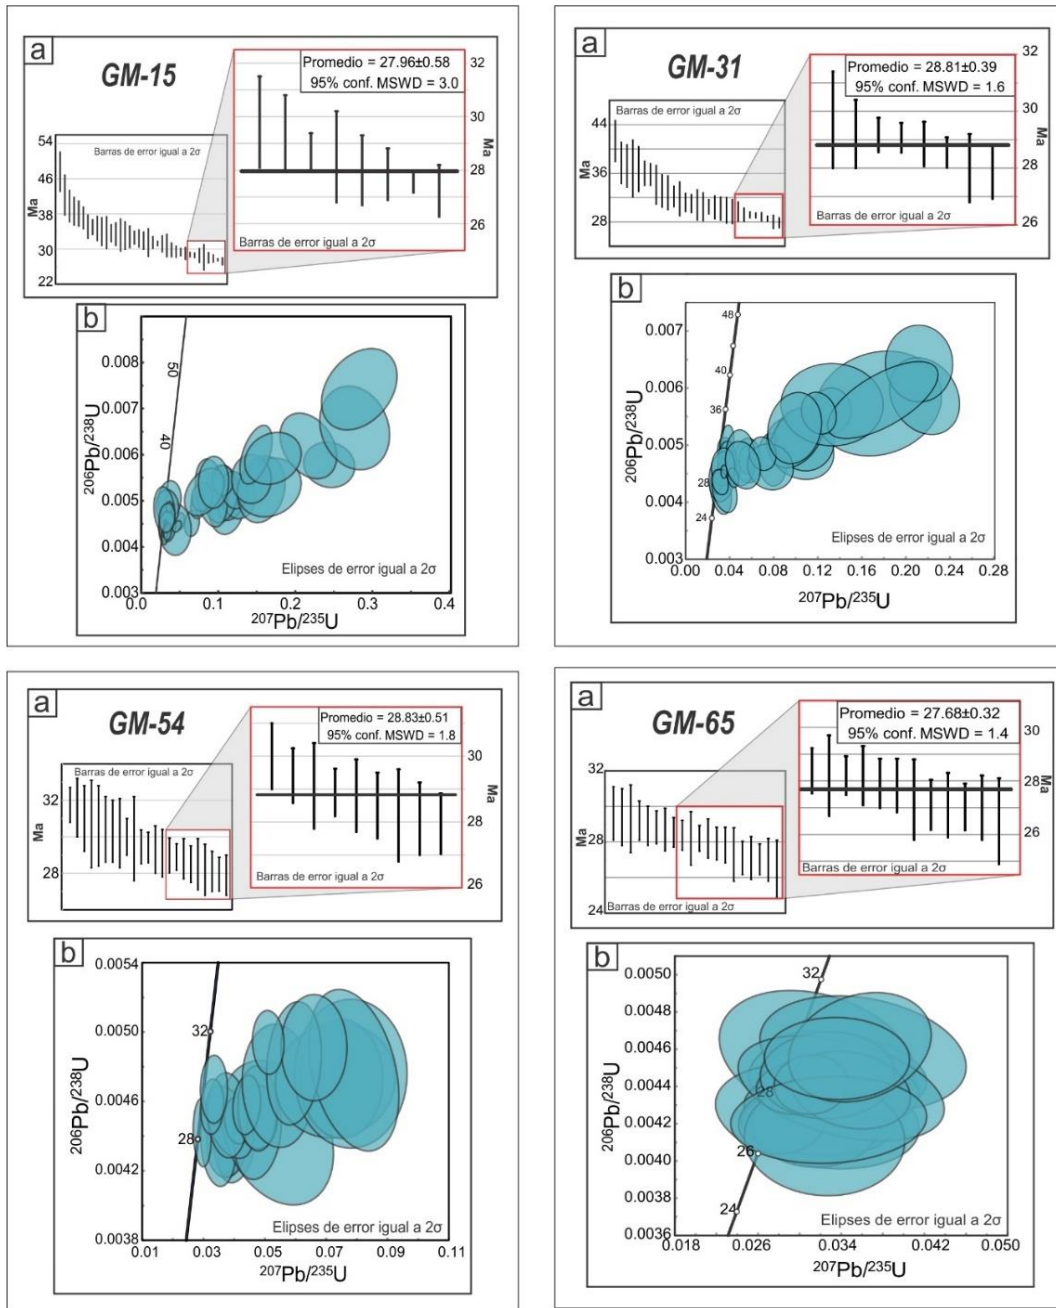 a
GM-15
Promedio = 27.96±0.58
95% conf. MSWD = 3.0
32
30
28
26
Ma
Barras de error igual a 2σ
54
46
38
30
22
Ma
Barras de error igual a 2σ
b
0.008
0.007
0.006
0.005
0.004
0.003
206Pb/238U
50
40
Elipses de error igual a 2σ
0.0
0.1
0.2
0.3
0.4
207Pb/235U
a
GM-31
Promedio = 28.81±0.39
95% conf. MSWD = 1.6
32
30
28
26
Ma
Barras de error igual a 2σ
44
36
28
Ma
Barras de error igual a 2σ
b
0.007
0.006
0.005
0.004
0.003
206Pb/238U
48
40
36
28
24
Elipses de error igual a 2σ
0.00
0.04
0.08
0.12
0.16
0.20
0.24
0.28
207Pb/235U
a
GM-54
Promedio = 28.83±0.51
95% conf. MSWD = 1.8
30
28
26
Ma
Barras de error igual a 2σ
32
28
Ma
Barras de error igual a 2σ
b
0.0054
0.0050
0.0046
0.0042
0.0038
206Pb/238U
32
28
Elipses de error igual a 2σ
0.01
0.03
0.05
0.07
0.09
0.11
207Pb/235U
a
GM-65
Promedio = 27.68±0.32
95% conf. MSWD = 1.4
30
28
26
Ma
Barras de error igual a 2σ
32
28
24
Ma
Barras de error igual a 2σ
b
0.0050
0.0048
0.0046
0.0044
0.0042
0.0040
0.0038
0.0036
206Pb/238U
32
28
26
24
Elipses de error igual a 2σ
0.018
0.026
0.034
0.042
0.050
207Pb/235U